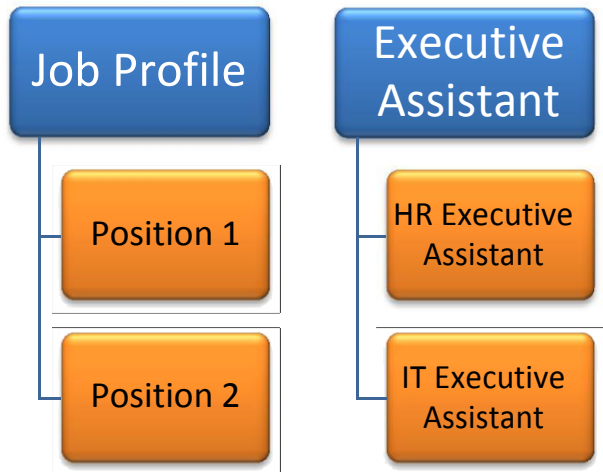 Job Profile
Position 1
Position 2
Executive
Assistant
HR Executive
Assistant
IT Executive
Assistant